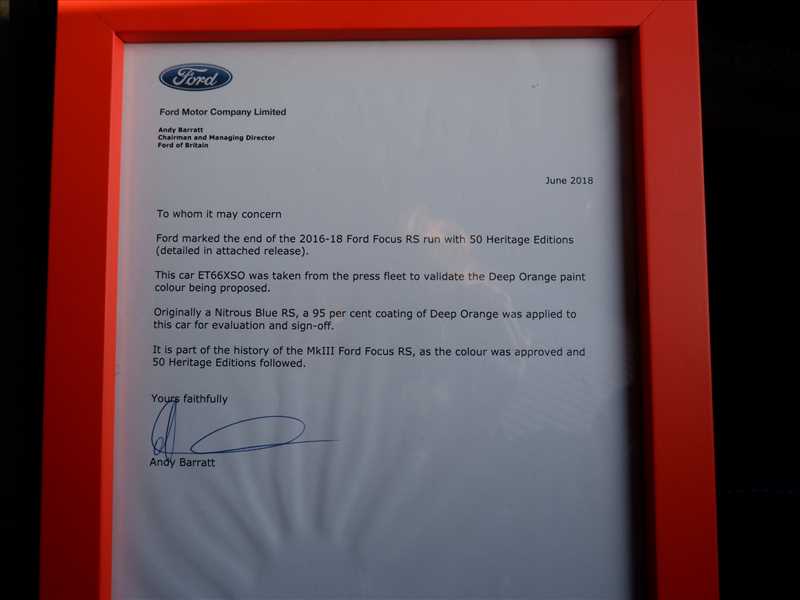 Ford
Ford Motor Company Limited
Andy Barratt
Chairman and Managing Director
Ford of Britain
June 2018
To whom it may concern
Ford marked the end of the 2016-18 Ford Focus RS run with 50 Heritage Editions
(detailed in attached release).
This car ET66XSO was taken from the press fleet to validate the Deep Orange paint
colour being proposed.
Originally a Nitrous Blue RS, a 95 per cent coating of Deep Orange was applied to
this car for evaluation and sign-off.
It is part of the history of the MkIII Ford Focus RS, as the colour was approved and
50 Heritage Editions followed.
Yours faithfully
Andy Barratt